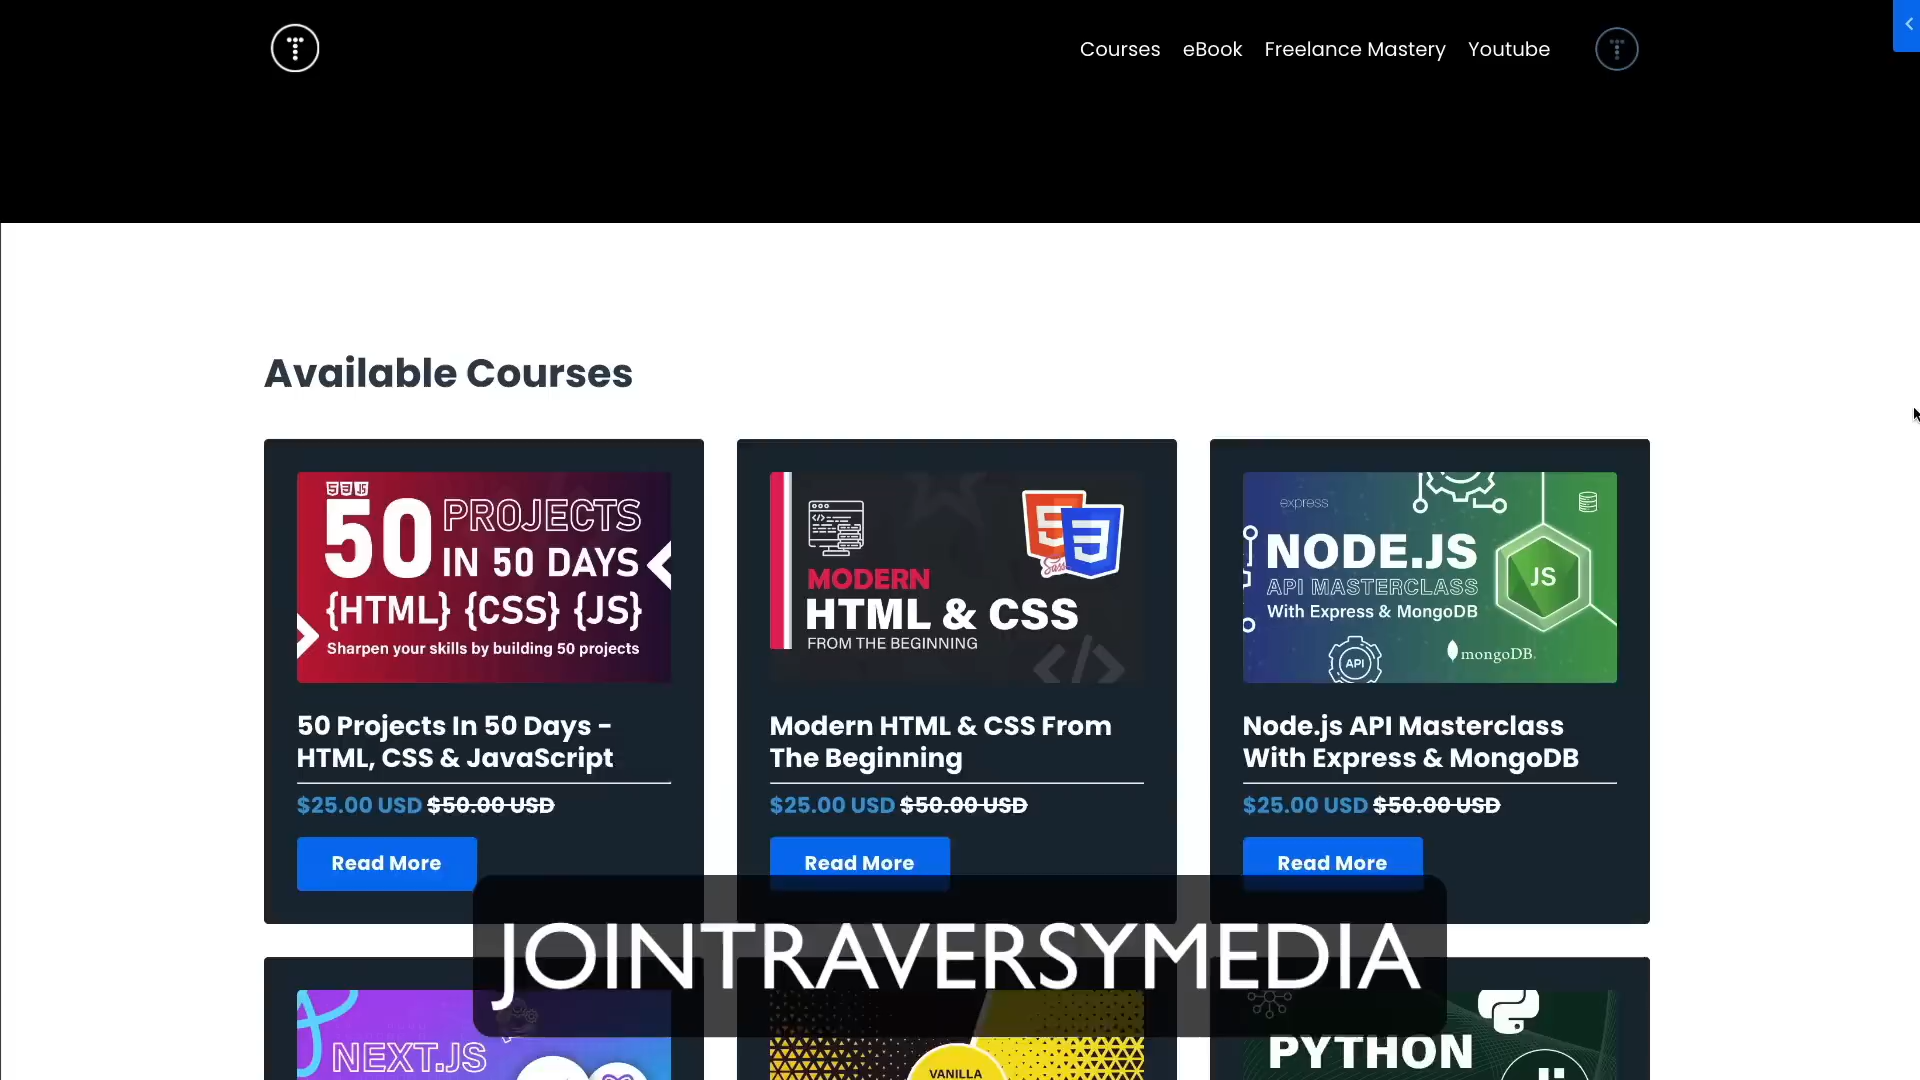 Courses eBook Freelance Mastery Youtube
Available Courses
50 PROJECTS
IN 50 DAYS
{HTML} {CSS} {JS}
Sharpen your skills by building 50 projects
50 Projects In 50 Days -
HTML, CSS & JavaScript
$25.00 USD $50.00 USD
Read More
MODERN
HTML & CSS
FROM THE BEGINNING
Sass
Modern HTML & CSS From
The Beginning
$25.00 USD $50.00 USD
Read More
express
NODE.JS
API MASTERCLASS
With Express & MongoDB
JS
API
mongoDB.
Node.js API Masterclass
With Express & MongoDB
$25.00 USD $50.00 USD
Read More
JOINTRAVERSYMEDIA
NEXT.JS
VANILLA
PYTHON